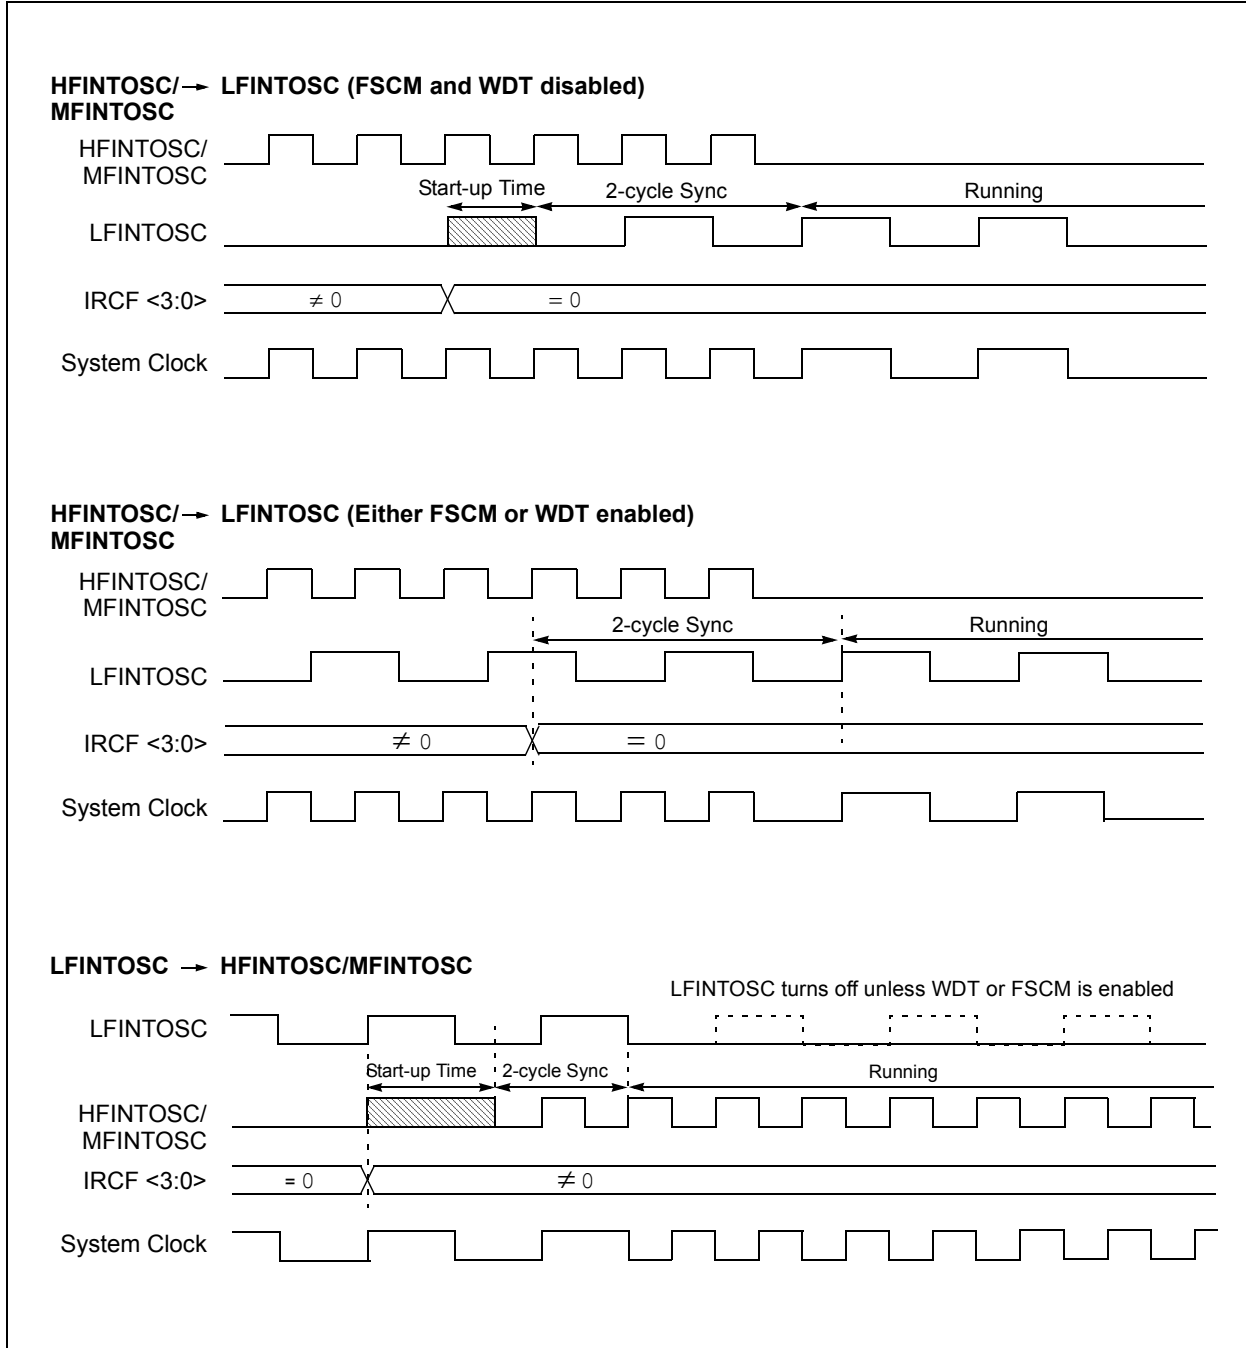 HFINTOSC/→ LFINTOSC (FSCM and WDT disabled)
MFINTOSC
HFINTOSC/
MFINTOSC
Start-up Time 2-cycle Sync Running
LFINTOSC
IRCF <3:0> ≠ 0 = 0
System Clock
HFINTOSC/→ LFINTOSC (Either FSCM or WDT enabled)
MFINTOSC
HFINTOSC/
MFINTOSC
2-cycle Sync Running
LFINTOSC
IRCF <3:0> ≠ 0 = 0
System Clock
LFINTOSC → HFINTOSC/MFINTOSC
LFINTOSC turns off unless WDT or FSCM is enabled
LFINTOSC
Start-up Time 2-cycle Sync Running
HFINTOSC/
MFINTOSC
IRCF <3:0> = 0 ≠ 0
System Clock